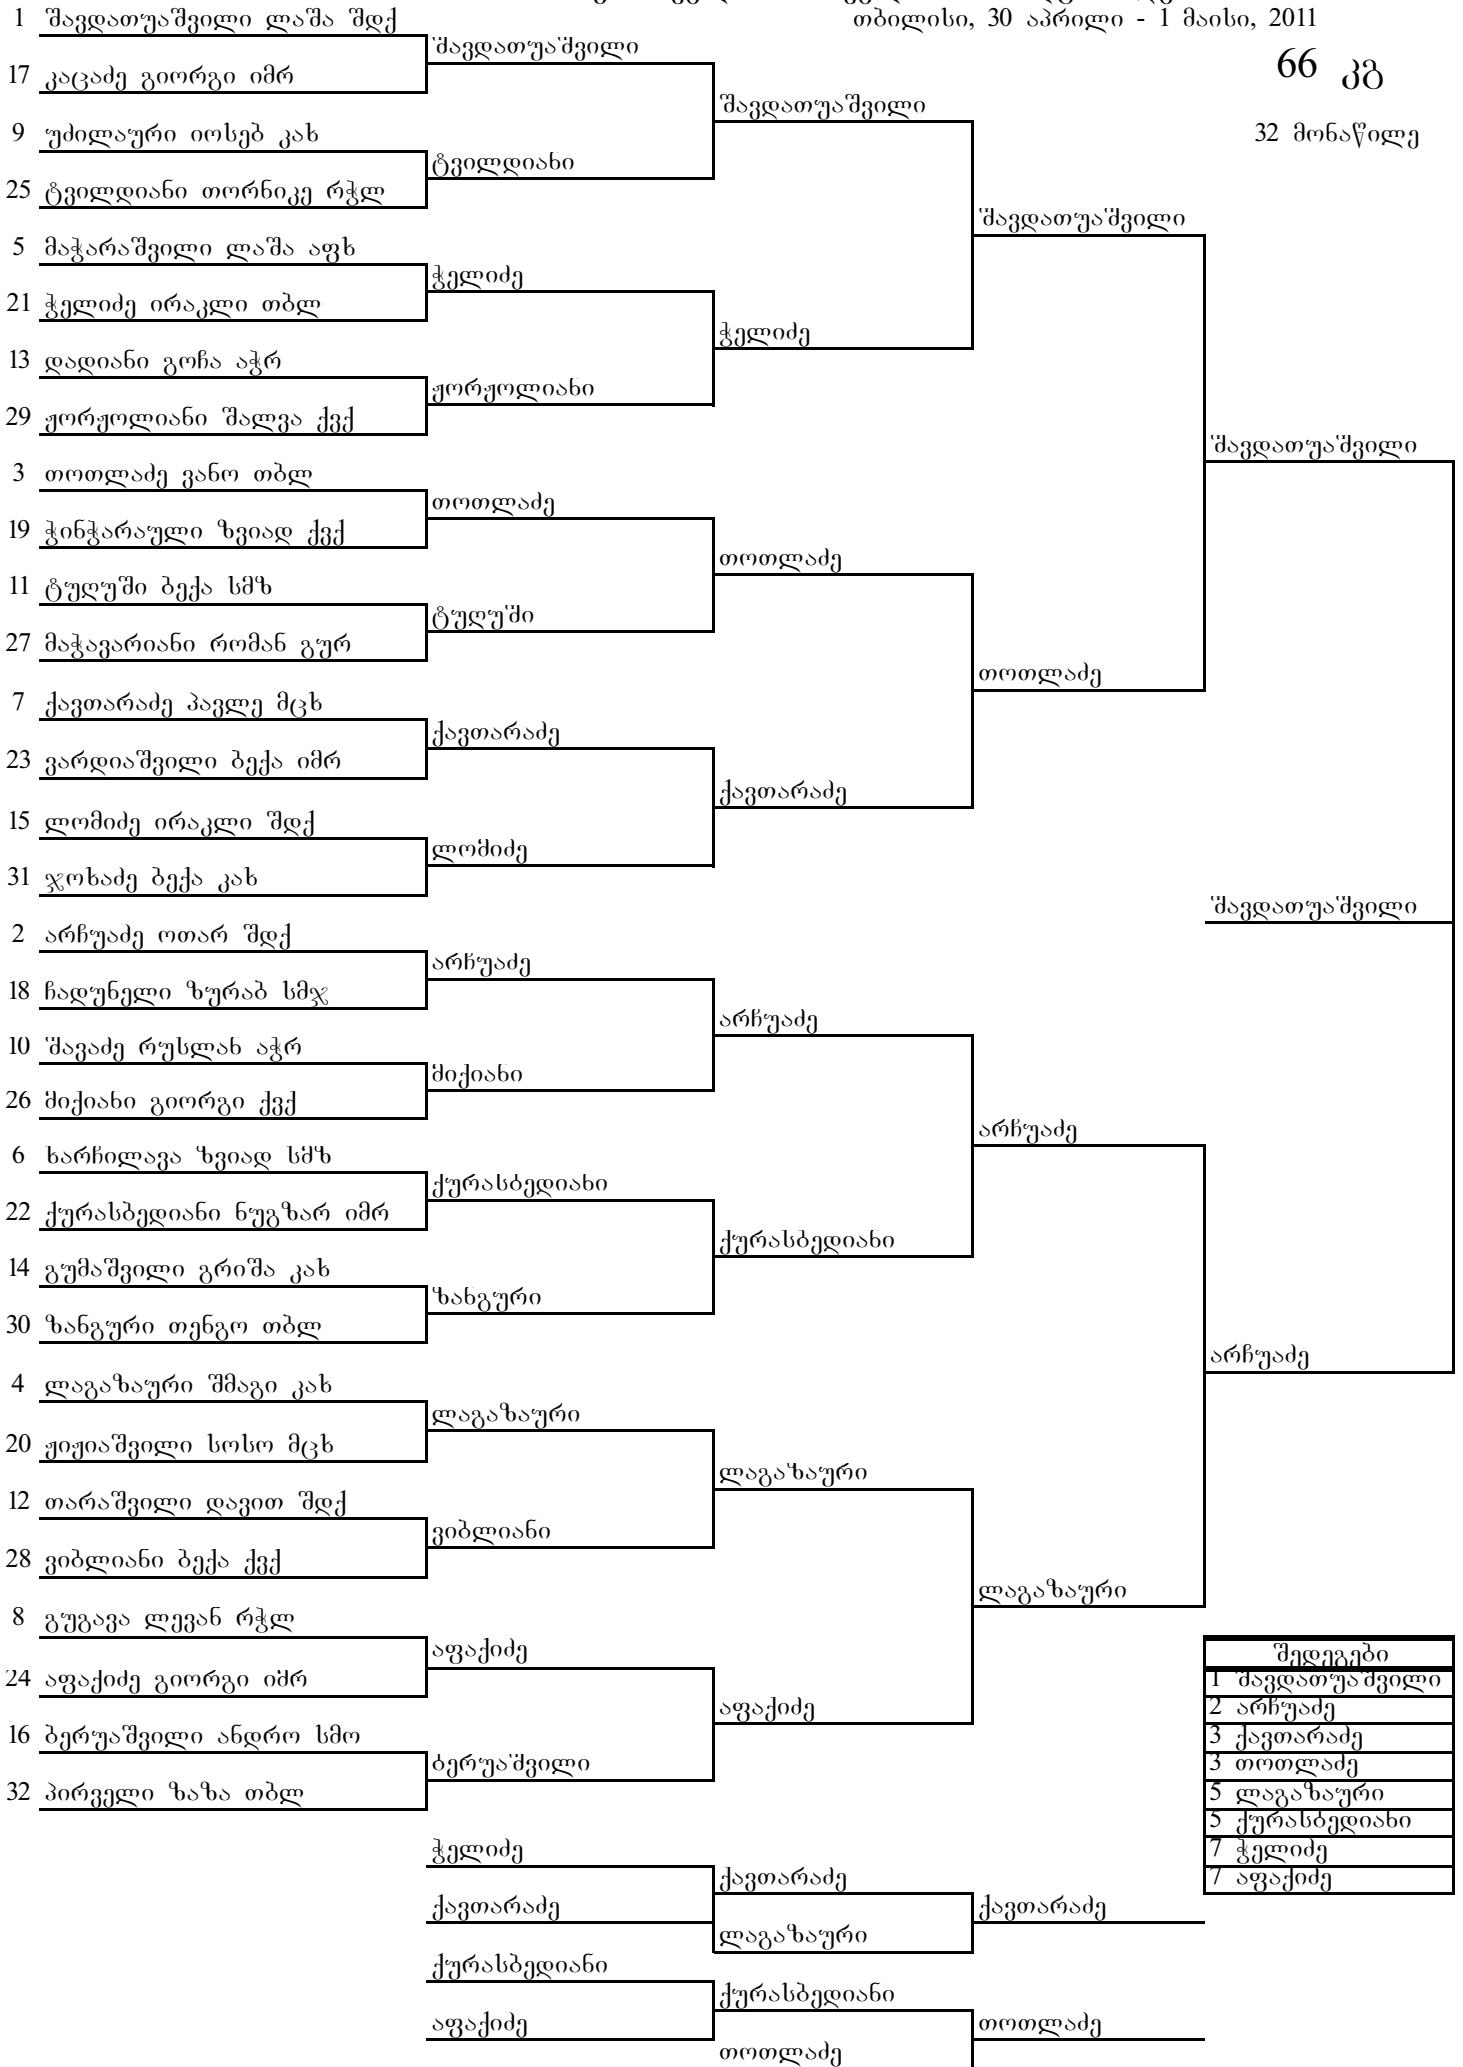 თბილისი, 30 აპრილი - 1 მაისი, 2011
66 კგ
32 მონაწილე
1 შავდათუაშვილი ლაშა შდქ
17 კაცაძე გიორგი იმრ
9 უძილაური იოსებ კახ
25 ტვილდიანი თორნიკე რჭლ
5 მაჭარაშვილი ლაშა აფხ
21 ჭელიძე ირაკლი თბლ
13 დადიანი გოჩა აჭრ
29 ჟორჟოლიანი შალვა ქვქ
3 თოთლაძე ვანო თბლ
19 ჭინჭარაული ზვიად ქვქ
11 ტუღუში ბექა სმზ
27 მაჭავარიანი რომან გურ
7 ქავთარაძე პავლე მცხ
23 ვარდიაშვილი ბექა იმრ
15 ლომიძე ირაკლი შდქ
31 ჯოხაძე ბექა კახ
2 არჩუაძე ოთარ შდქ
18 ჩადუნელი ზურაბ სმჯ
10 შავაძე რუსლან აჭრ
26 მიქიანი გიორგი ქვქ
6 ხარჩილავა ზვიად სმზ
22 ქურასბედიანი ნუგზარ იმრ
14 გუმაშვილი გრიშა კახ
30 ზანგური თენგო თბლ
4 ლაგაზაური შმაგი კახ
20 ჟიჟიაშვილი სოსო მცხ
12 თარაშვილი დავით შდქ
28 ვიბლიანი ბექა ქვქ
8 გუგავა ლევან რჭლ
24 აფაქიძე გიორგი იმრ
16 ბერუაშვილი ანდრო სმო
32 პირველი ზაზა თბლ
შავდათუაშვილი
ტვილდიანი
ჭელიძე
ჟორჟოლიანი
თოთლაძე
ტუღუში
ქავთარაძე
ლომიძე
არჩუაძე
მიქიანი
ქურასბედიანი
ზანგური
ლაგაზაური
ვიბლიანი
აფაქიძე
ბერუაშვილი
შავდათუაშვილი
ჭელიძე
თოთლაძე
ქავთარაძე
არჩუაძე
ქურასბედიანი
ლაგაზაური
აფაქიძე
შავდათუაშვილი
თოთლაძე
არჩუაძე
ლაგაზაური
შავდათუაშვილი
არჩუაძე
შავდათუაშვილი
ჭელიძე
ქავთარაძე
ქურასბედიანი
აფაქიძე
ქავთარაძე
ლაგაზაური
ქურასბედიანი
თოთლაძე
ქავთარაძე
თოთლაძე
შედეგები
1 შავდათუაშვილი
2 არჩუაძე
3 ქავთარაძე
3 თოთლაძე
5 ლაგაზაური
5 ქურასბედიანი
7 ჭელიძე
7 აფაქიძე